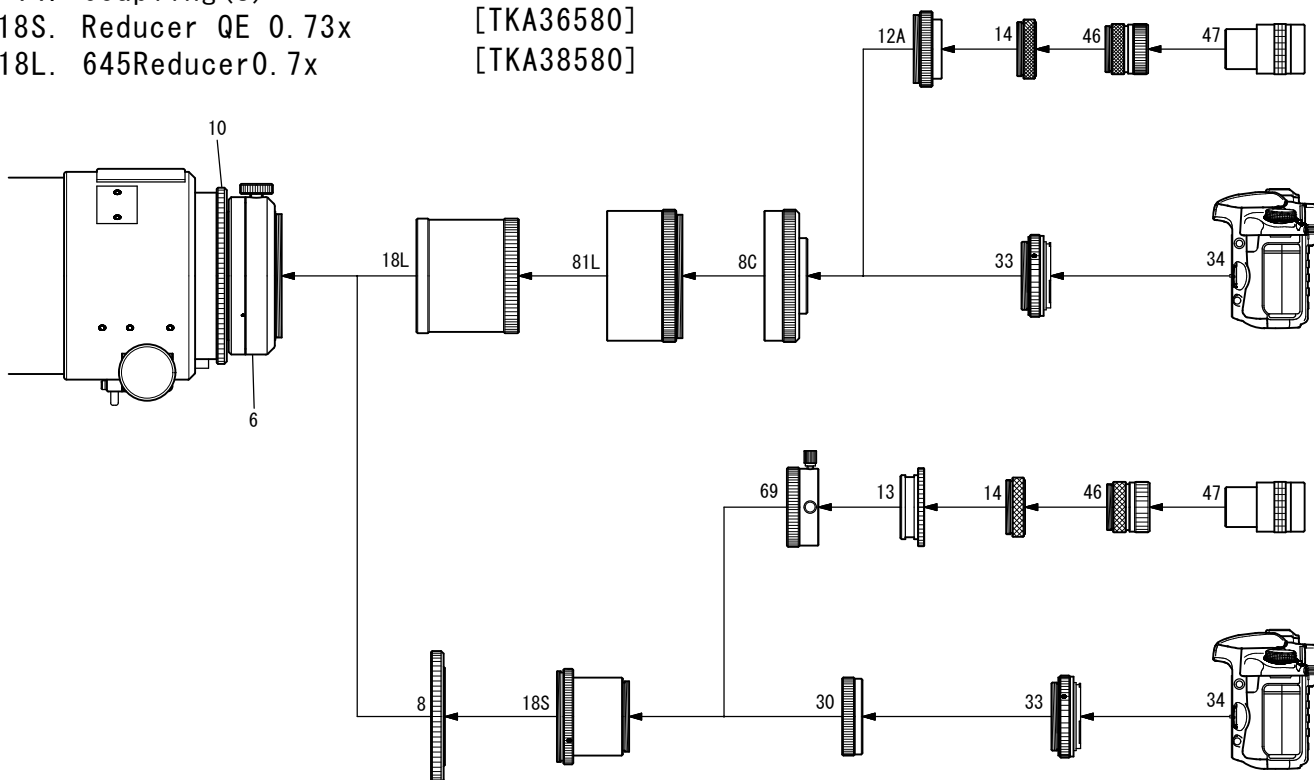 18S. Reducer QE 0.73x [TKA36580]
18L. 645Reducer0.7x [TKA38580]
12A 14 46 47
10
18L 81L 8C 33 34
6
69 13 14 46 47
8 18S 30 33 34